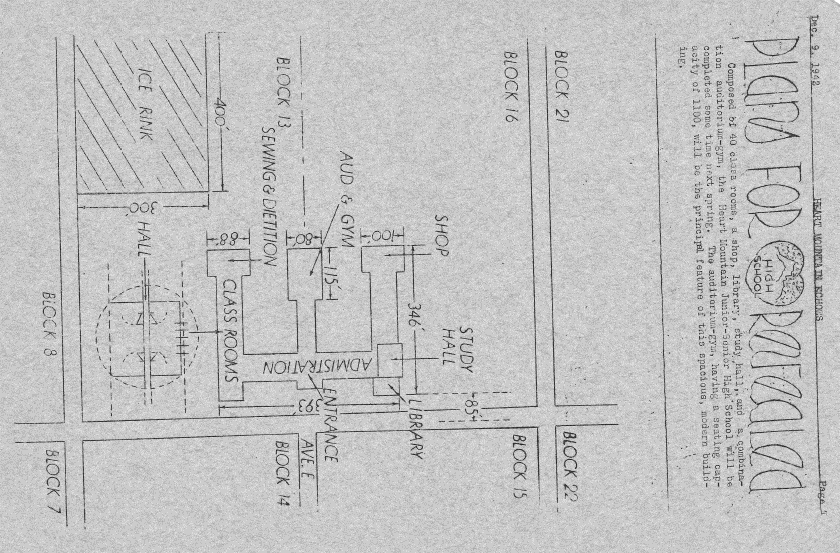 Dec. 9, 1942
HEART MOUNTAIN ECHOES
Page
Plans FOR
HIGH
SCHOOL
Revealed
Composed of 40 class rooms, a shop, library, study hall, and a combina-
tion auditorium-gym, the Heart Mountain Junior-Senior High School will be
completed some time next spring. The auditorium-gym, having a seating cap-
acity of 1100, will be the principal feature of this spacious, modern build-
ing.
BLOCK 21
BLOCK 22
BLOCK 16
BLOCK 15
SHOP
STUDY
HALL
LIBRARY
85'
346'
100'
AUD & GYM
115'
80'
ADMISTRATION
ENTRANCE
393'
AVE. E
BLOCK 14
BLOCK 13
SEWING & DIETITION
88'
CLASS ROOMS
400'
ICE RINK
300'
HALL
BLOCK 8
BLOCK 7